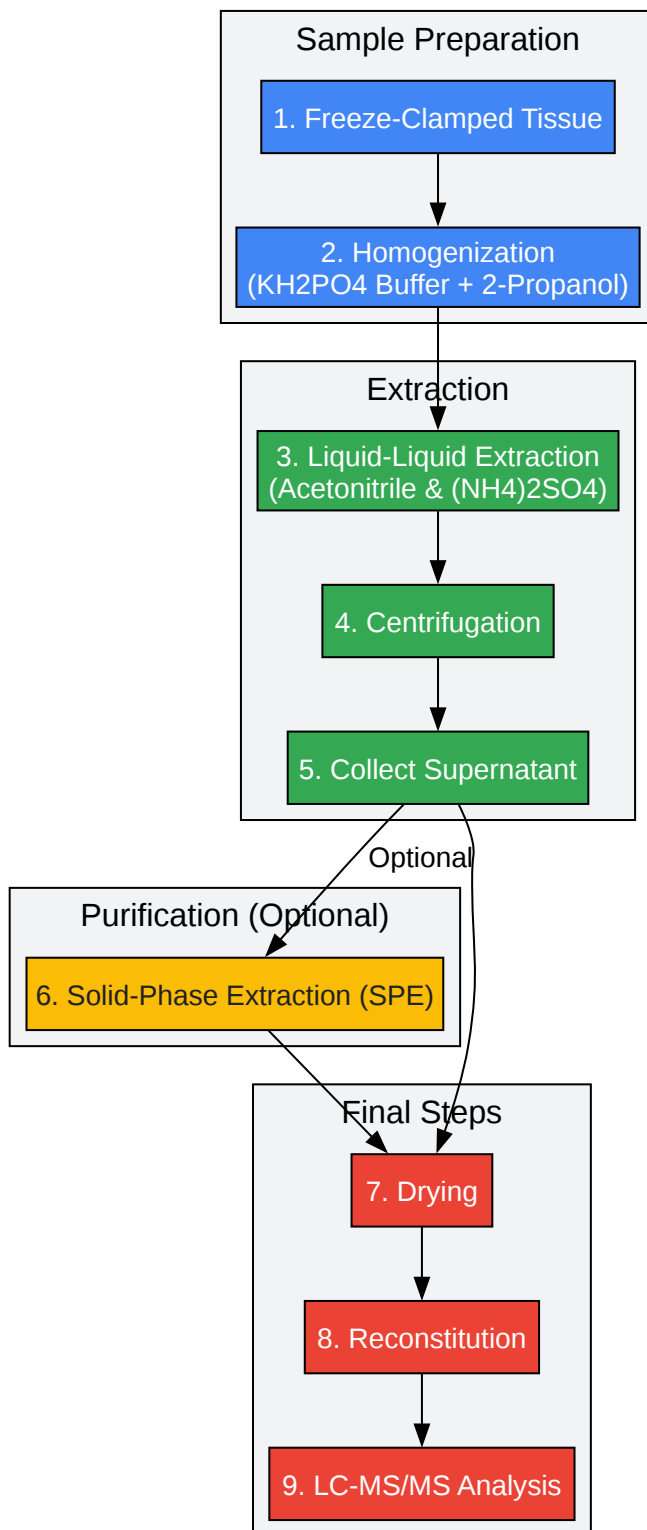 Sample Preparation
1. Freeze-Clamped Tissue
2. Homogenization
(KH2PO4 Buffer + 2-Propanol)
Extraction
3. Liquid-Liquid Extraction
(Acetonitrile & (NH4)2SO4)
4. Centrifugation
5. Collect Supernatant
Optional
Purification (Optional)
6. Solid-Phase Extraction (SPE)
Final Steps
7. Drying
8. Reconstitution
9. LC-MS/MS Analysis